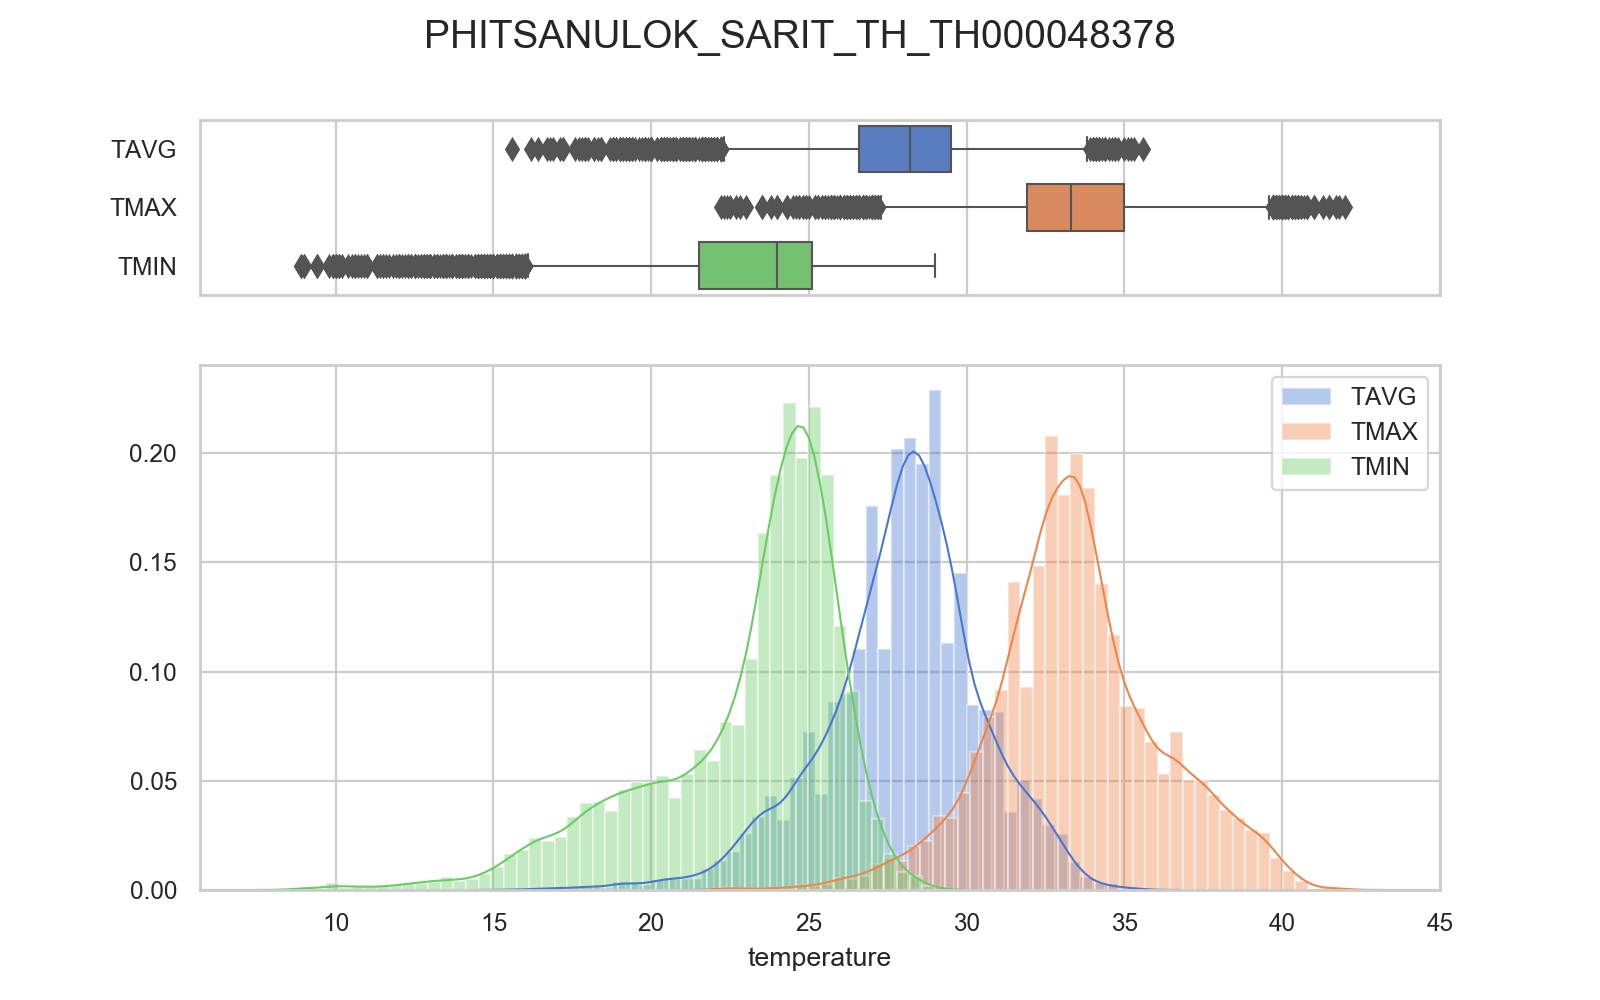 PHITSANULOK_SARIT_TH_TH000048378
TAVG
TMAX
TMIN
TAVG
TMAX
TMIN
0.20
0.15
0.10
0.05
0.00
10 15 20 25 30 35 40 45
temperature